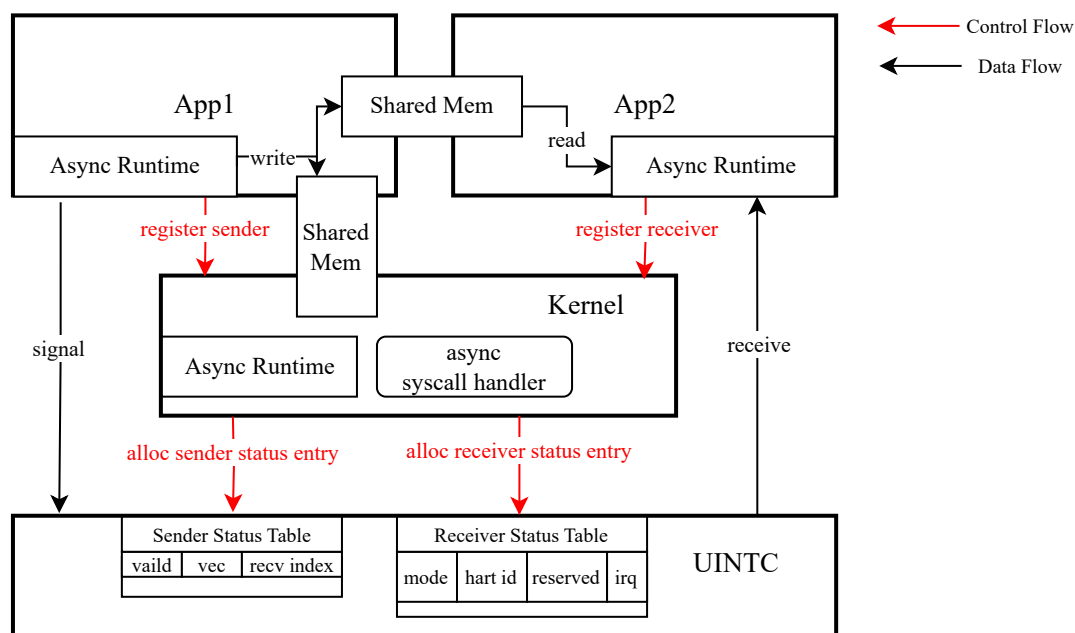 Control Flow
Data Flow
App1
Shared Mem
App2
Async Runtime
write
read
Async Runtime
register sender
Shared
Mem
register receiver
Kernel
signal
Async Runtime
async
syscall handler
receive
alloc sender status entry
alloc receiver status entry
Sender Status Table
vaild
vec
recv index
Receiver Status Table
mode
hart id
reserved
irq
UINTC